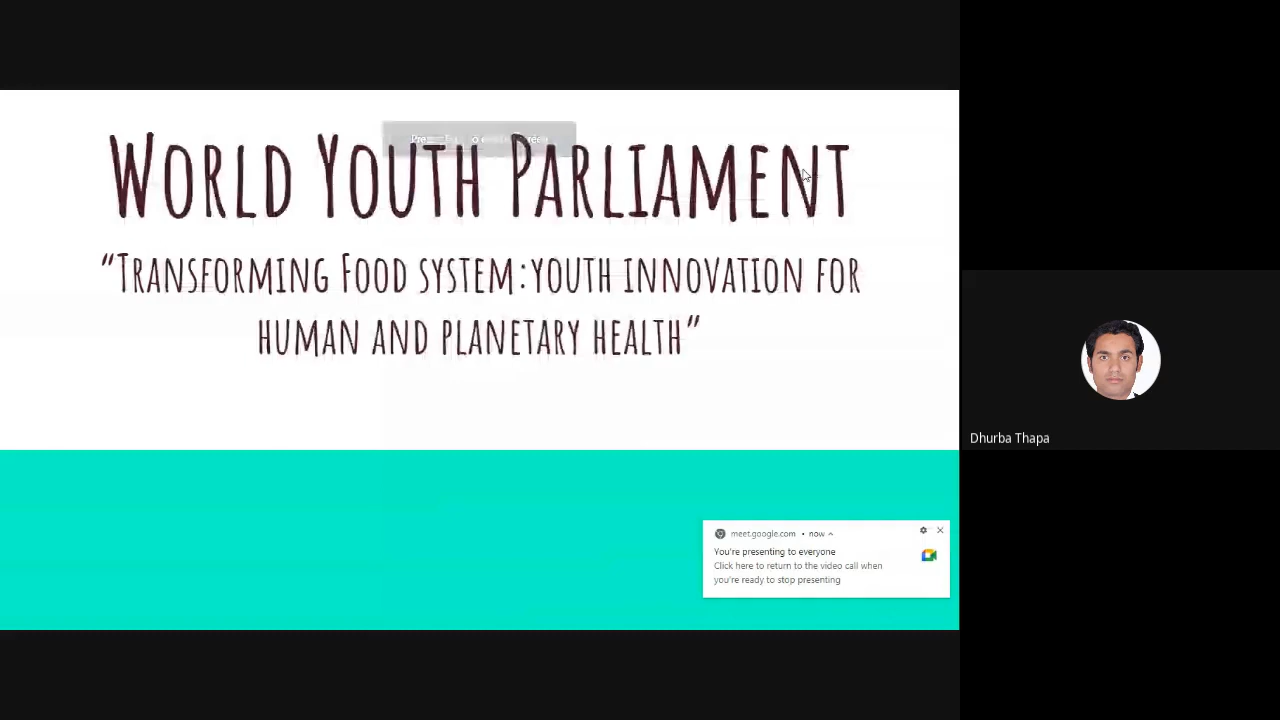 World Youth Parliament
“Transforming Food system:youth innovation for
human and planetary health”
meet.google.com • now
You're presenting to everyone
Click here to return to the video call when
you're ready to stop presenting
Dhurba Thapa